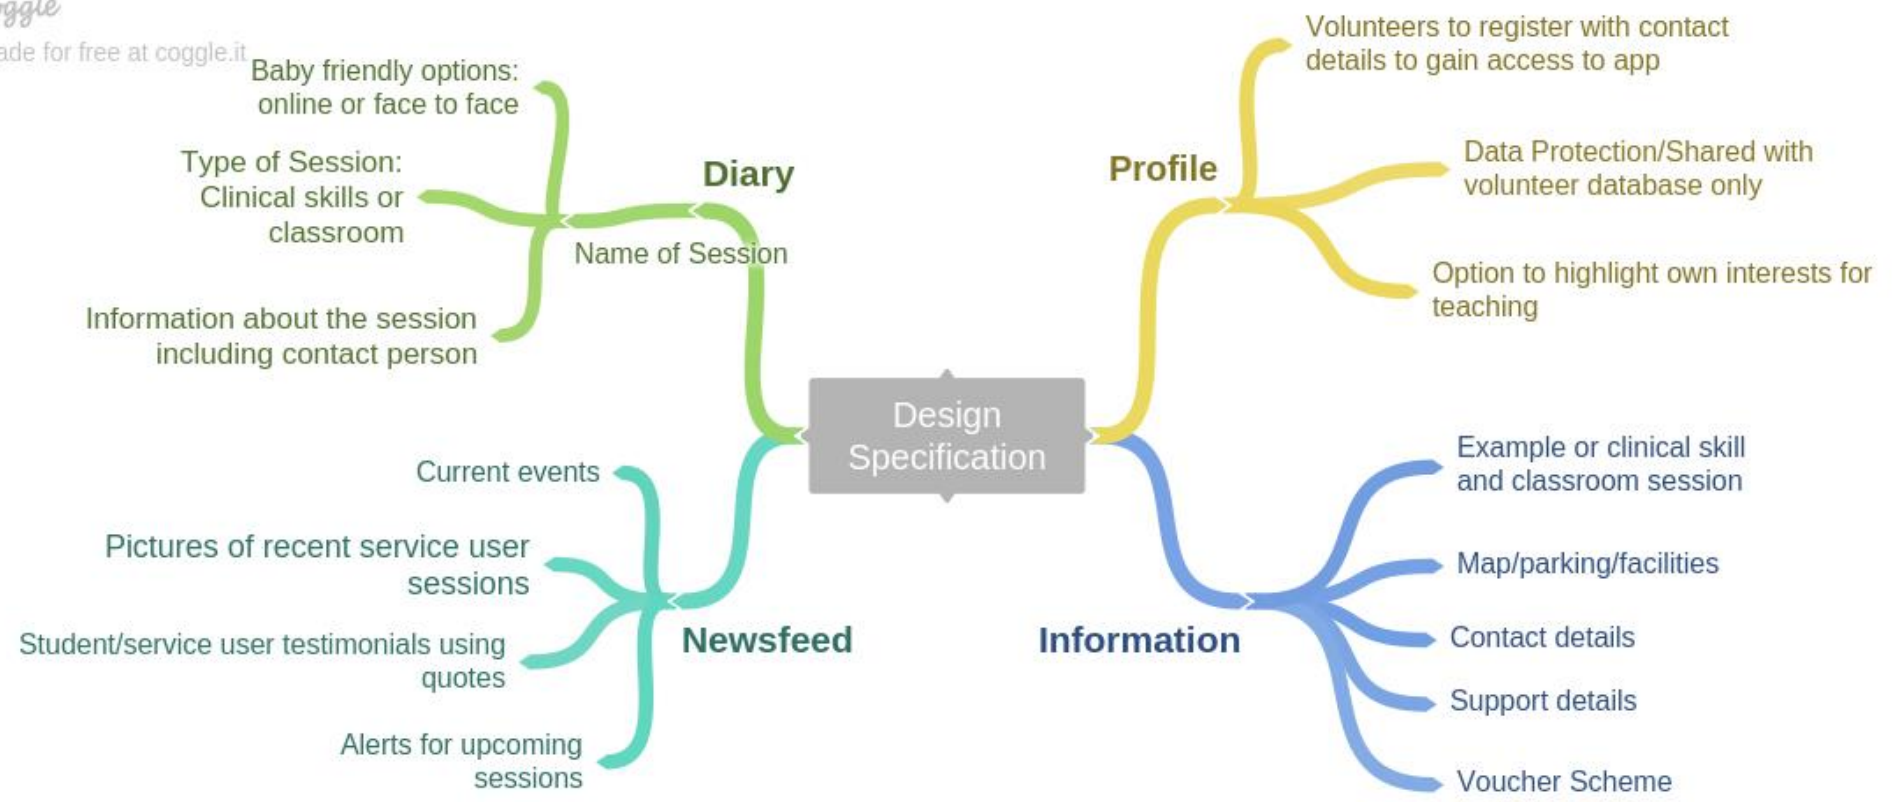 made for free at coggle.it
Baby friendly options:
online or face to face
Type of Session:
Clinical skills or
classroom
Diary
Name of Session
Information about the session
including contact person
Current events
Pictures of recent service user
sessions
Student/service user testimonials using
quotes
Newsfeed
Alerts for upcoming
sessions
Design
Specification
Volunteers to register with contact
details to gain access to app
Profile
Data Protection/Shared with
volunteer database only
Option to highlight own interests for
teaching
Example or clinical skill
and classroom session
Map/parking/facilities
Information
Contact details
Support details
Voucher Scheme